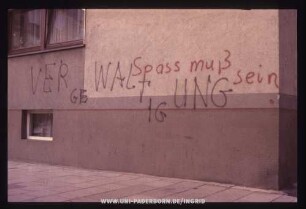 VER GE WALT IG UNG
Spass muß sein
WWW.UNI-PADERBORN.DE/INGRID